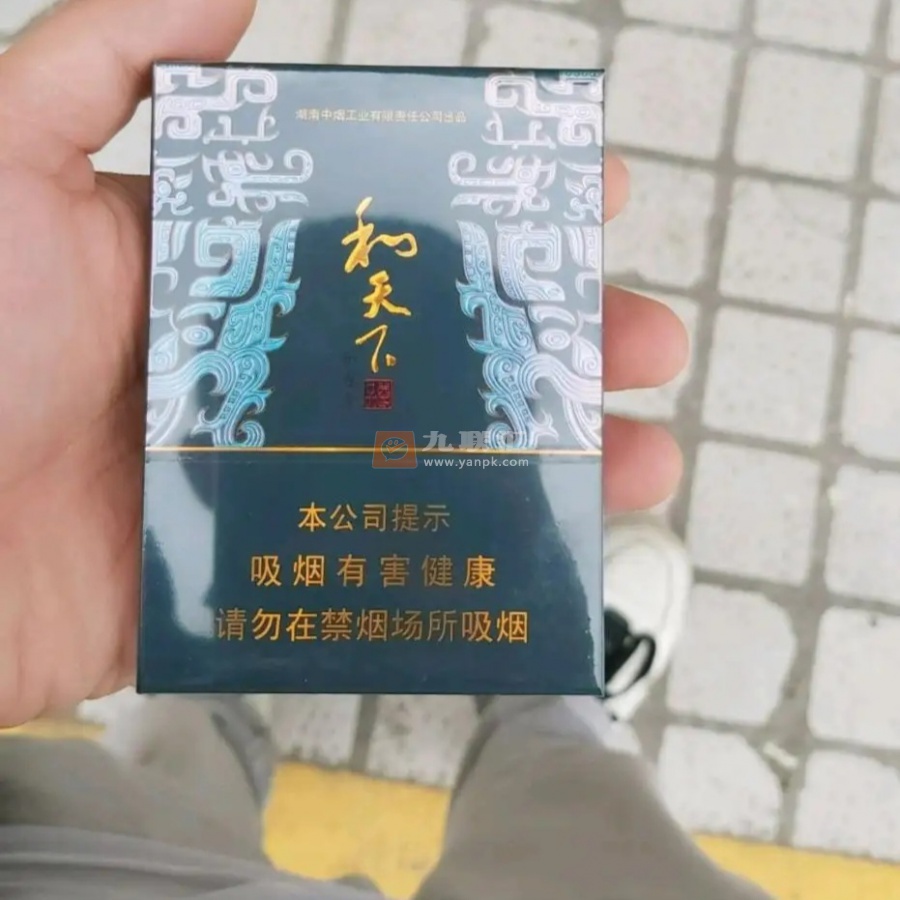 湖南中烟工业有限责任公司出品
和天下
九联
www.yanpk.com
本公司提示
吸烟有害健康
请勿在禁烟场所吸烟